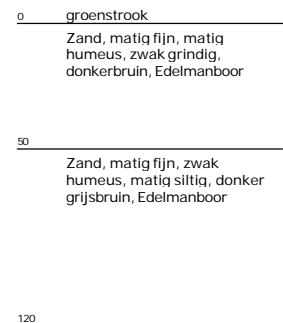 0 groenstrook
Zand, matig fijn, matig
humeus, zwak grindig,
donkerbruin, Edelmanboor
50
Zand, matig fijn, zwak
humeus, matig siltig, donker
grijsbruin, Edelmanboor
120